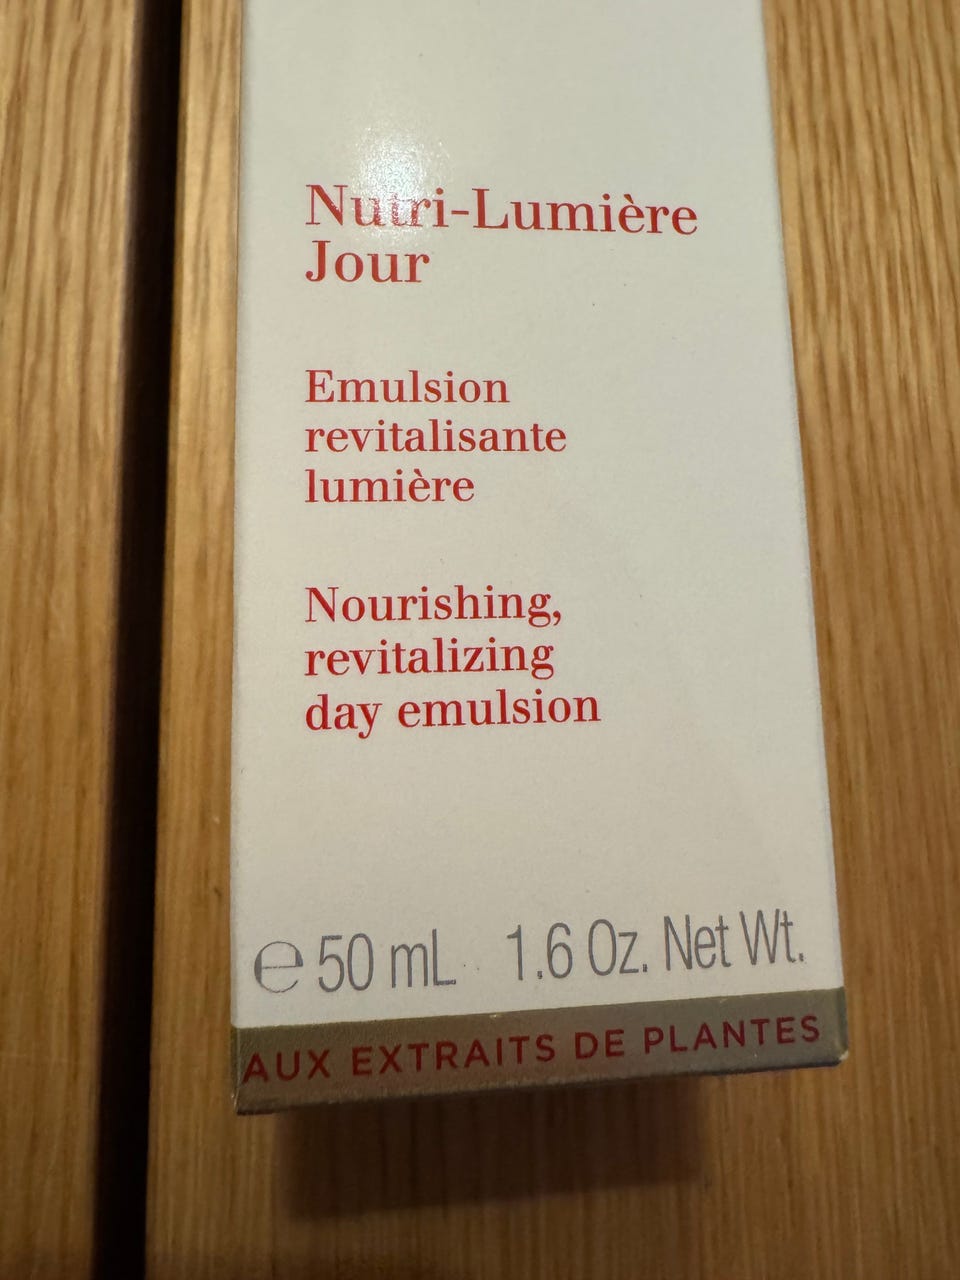 Nutri-Lumière
Jour
Emulsion
revitalisante
lumière
Nourishing,
revitalizing
day emulsion
℮ 50 mL 1.6 Oz. Net Wt.
AUX EXTRAITS DE PLANTES